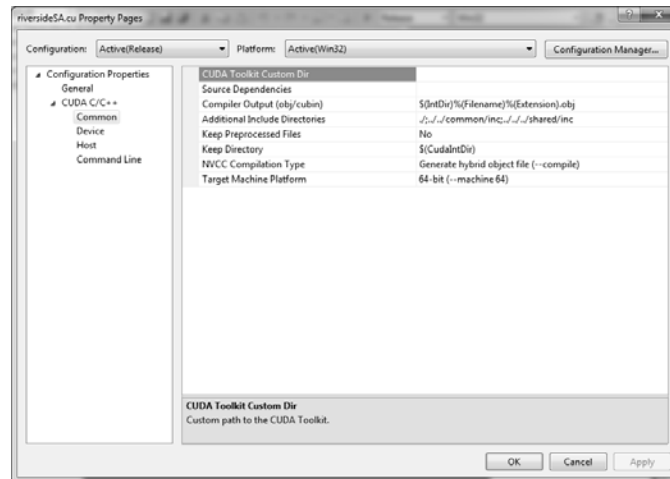 riversideSA.cu Property Pages
Configuration: Active(Release) Platform: Active(Win32) Configuration Manager...
Configuration Properties
General
CUDA C/C++
Common
Device
Host
Command Line
CUDA Toolkit Custom Dir
Source Dependencies
Compiler Output (obj/cubin) $(IntDir)%(Filename)%(Extension).obj
Additional Include Directories ./;../../common/inc;../../../shared/inc
Keep Preprocessed Files No
Keep Directory $(CudaIntDir)
NVCC Compilation Type Generate hybrid object file (--compile)
Target Machine Platform 64-bit (--machine 64)
CUDA Toolkit Custom Dir
Custom path to the CUDA Toolkit.
OK Cancel Apply